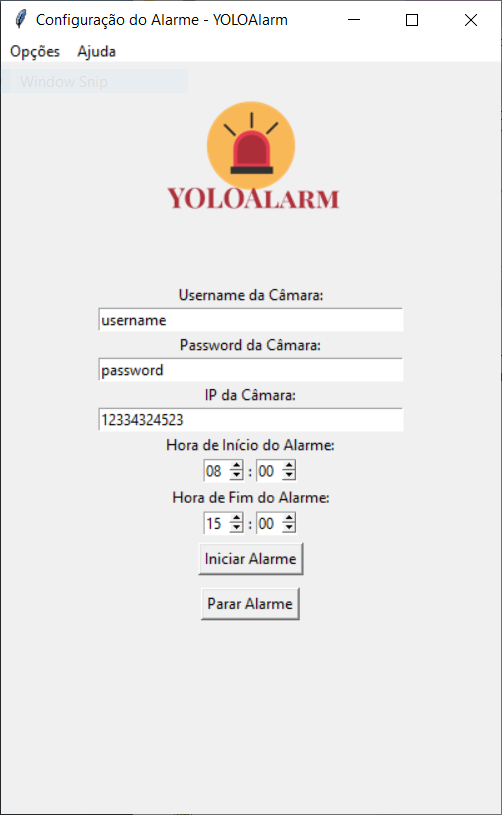 Configuração do Alarme - YOLOAlarm
Opções Ajuda
Window Snip
YOLOALARM
Username da Câmara:
username
Password da Câmara:
password
IP da Câmara:
12334324523
Hora de Início do Alarme:
08 : 00
Hora de Fim do Alarme:
15 : 00
Iniciar Alarme
Parar Alarme